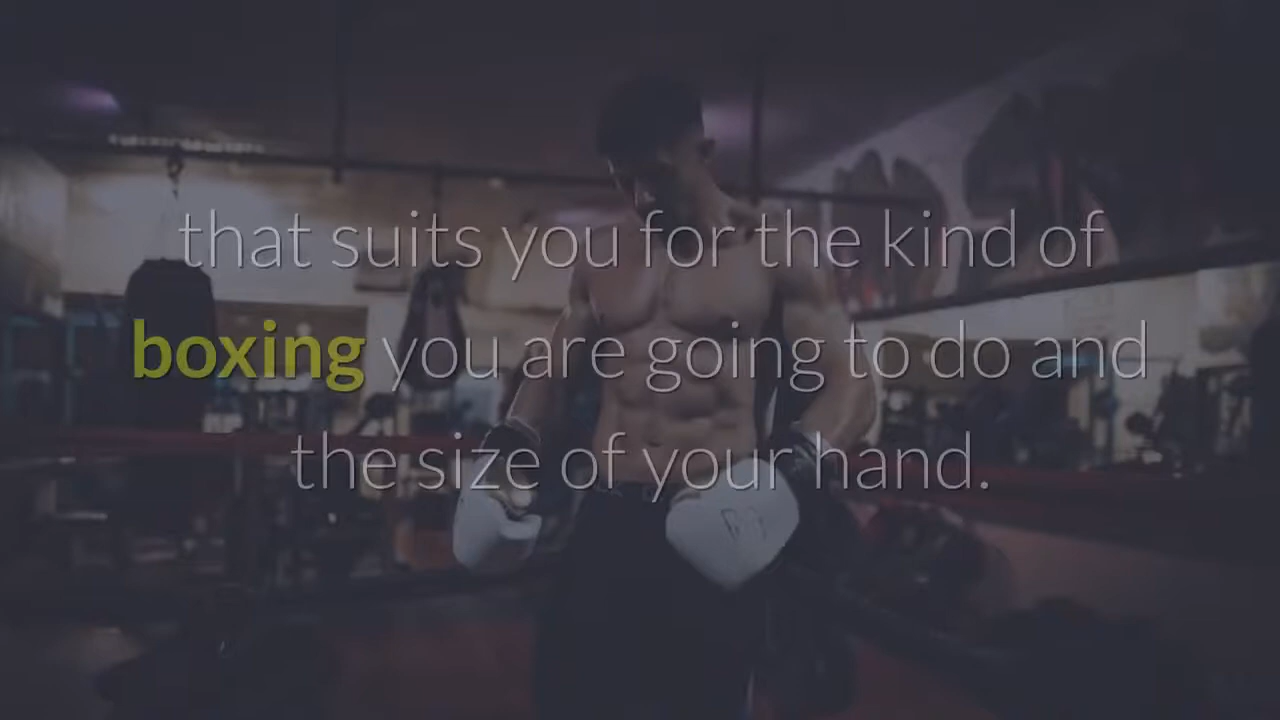 that suits you for the kind of
boxing you are going to do and
the size of your hand.